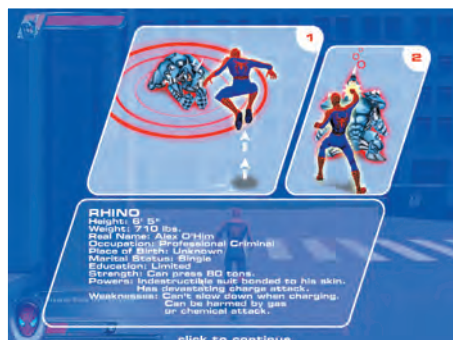 1
2
RHINO
Height: 6' 5"
Weight: 710 lbs.
Real Name: Alex O'Him
Occupation: Professional Criminal
Place of Birth: Unknown
Marital Status: Single
Education: Limited
Strength: Can press 80 tons.
Powers: Indestructible suit bonded to his skin.
Has devastating charge attack.
Weaknesses: Can't slow down when charging.
Can be harmed by gas
or chemical attack.
click to continue